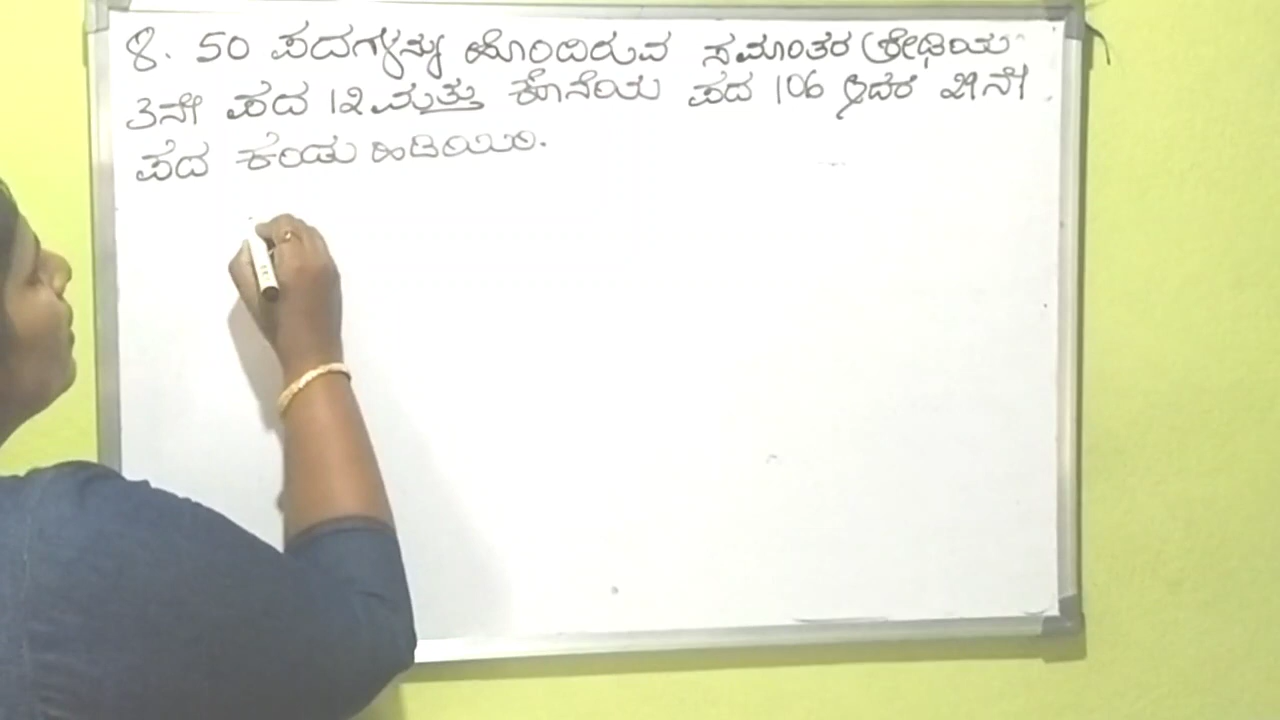 8. 50 ಪದಗಳನ್ನು ಹೊಂದಿರುವ ಸಮಾಂತರ ಶ್ರೇಢಿಯ
3ನೇ ಪದ 12 ಮತ್ತು ಕೊನೆಯ ಪದ 106 ಆದರೆ 29ನೇ
ಪದ ಕಂಡು ಹಿಡಿಯಿರಿ.